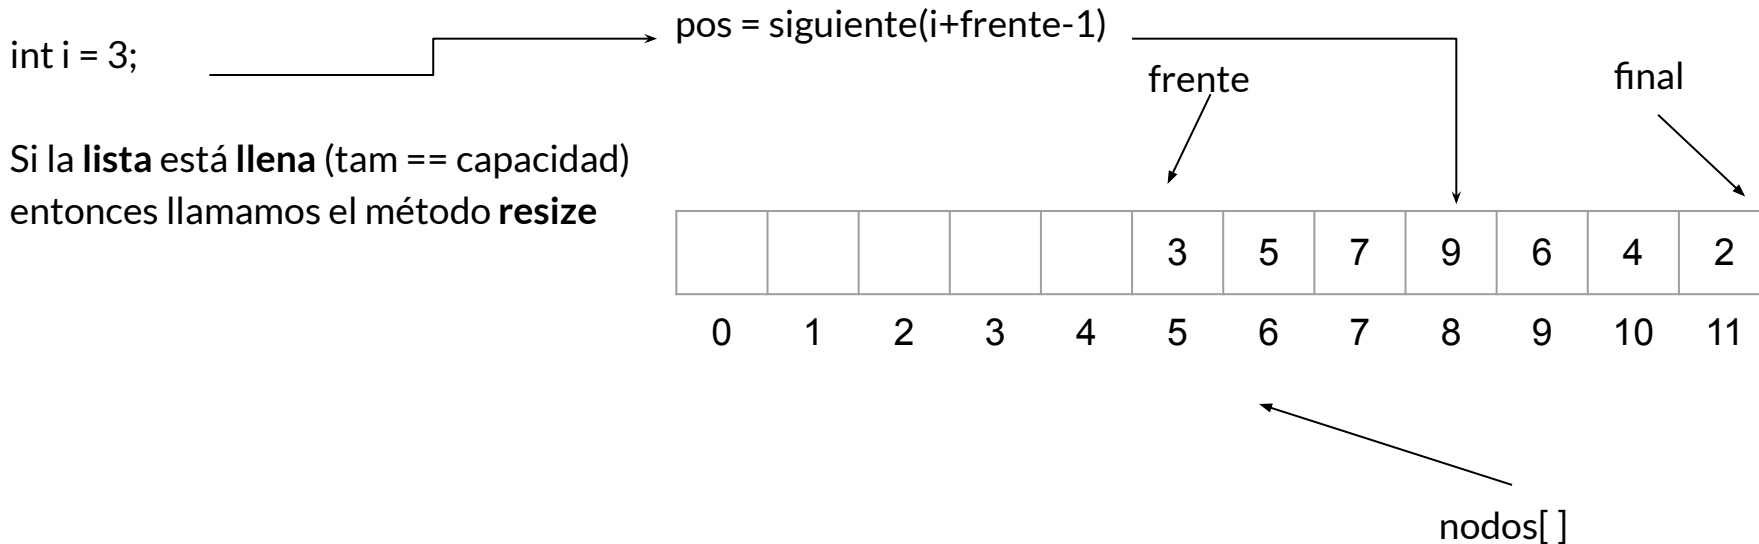 int i = 3;
pos = siguiente(i+frente-1)
frente
final
Si la lista está llena (tam == capacidad)
entonces llamamos el método resize
3 5 7 9 6 4 2
0 1 2 3 4 5 6 7 8 9 10 11
nodos[ ]